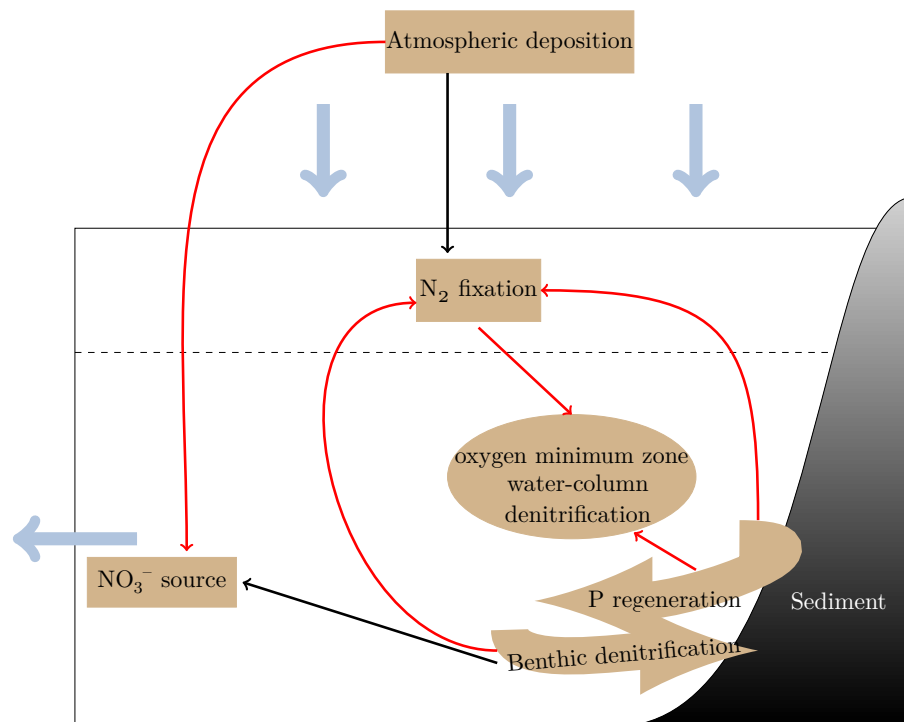 Atmospheric deposition
N₂ fixation
oxygen minimum zone
water-column
denitrification
NO₃⁻ source
P regeneration
Sediment
Benthic denitrification